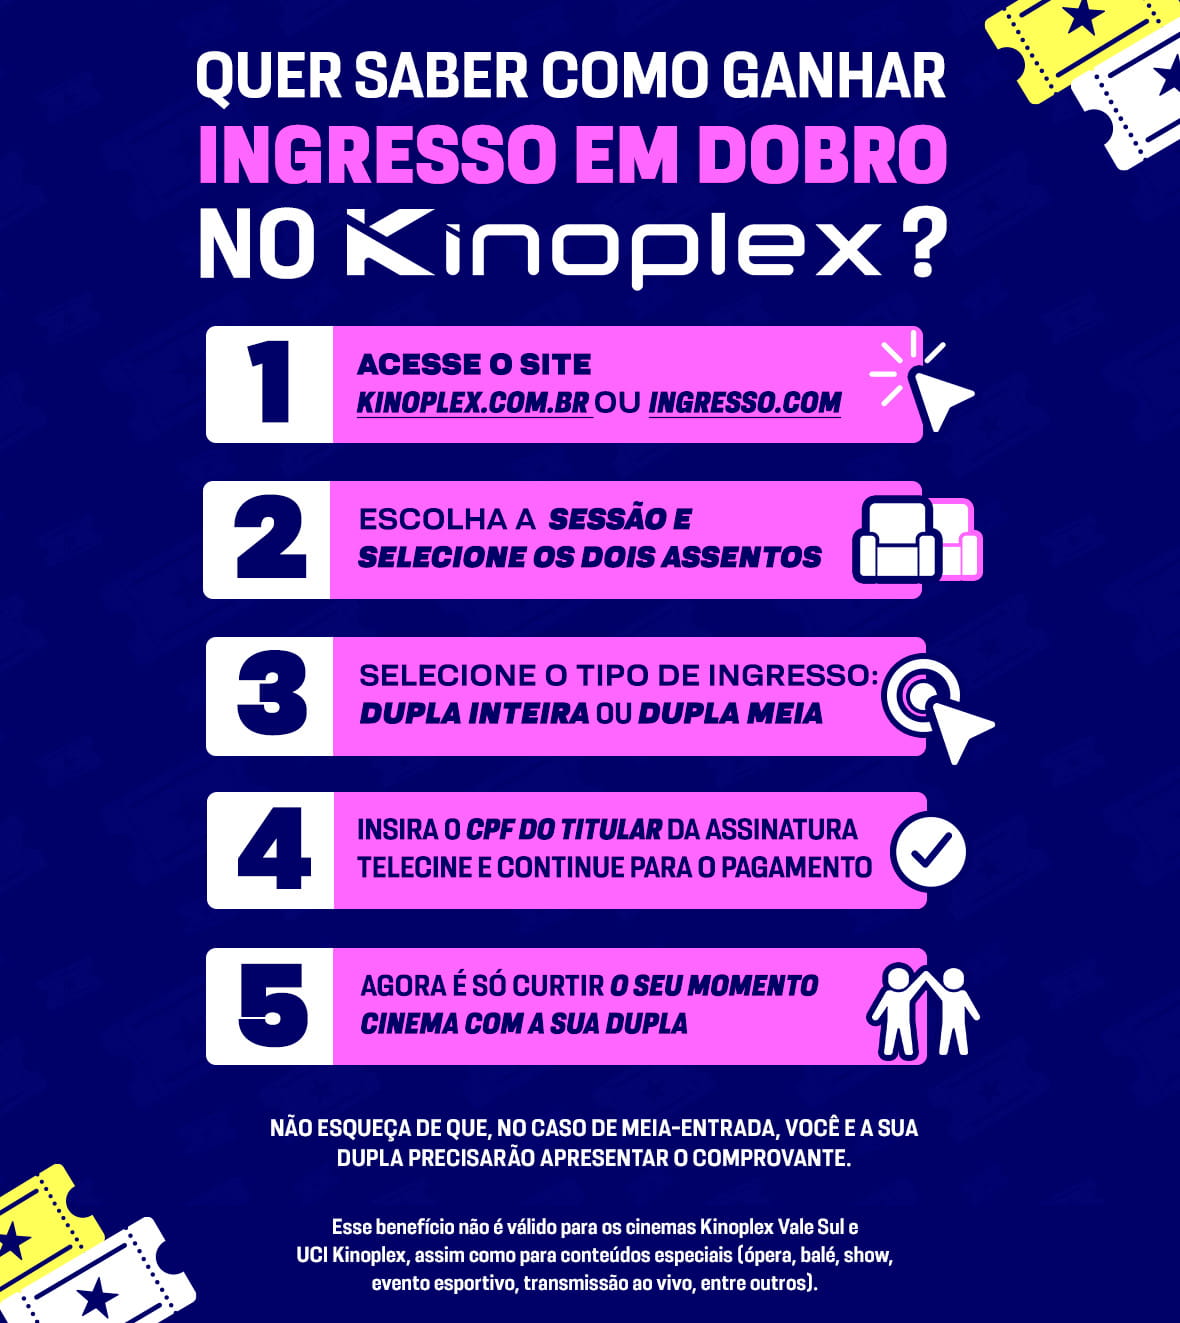 QUER SABER COMO GANHAR
INGRESSO EM DOBRO
NO Kinoplex?
1
ACESSE O SITE
KINOPLEX.COM.BR OU INGRESSO.COM
2
ESCOLHA A SESSÃO E
SELECIONE OS DOIS ASSENTOS
3
SELECIONE O TIPO DE INGRESSO:
DUPLA INTEIRA OU DUPLA MEIA
4
INSIRA O CPF DO TITULAR DA ASSINATURA
TELECINE E CONTINUE PARA O PAGAMENTO
5
AGORA É SÓ CURTIR O SEU MOMENTO
CINEMA COM A SUA DUPLA
NÃO ESQUEÇA DE QUE, NO CASO DE MEIA-ENTRADA, VOCÊ E A SUA
DUPLA PRECISARÃO APRESENTAR O COMPROVANTE.
Esse benefício não é válido para os cinemas Kinoplex Vale Sul e
UCI Kinoplex, assim como para conteúdos especiais (ópera, balé, show,
evento esportivo, transmissão ao vivo, entre outros).